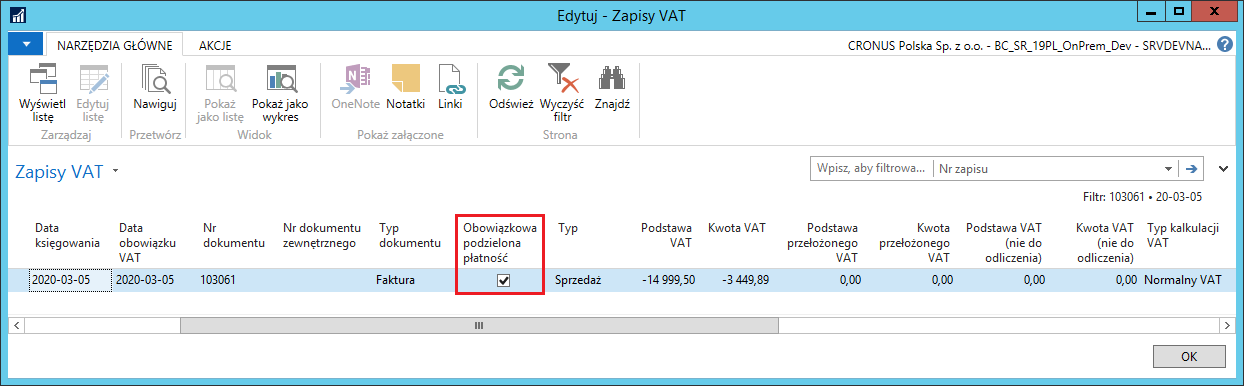 Edytuj - Zapisy VAT
NARZĘDZIA GŁÓWNE AKCJE
CRONUS Polska Sp. z o.o. - BC_SR_19PL_OnPrem_Dev - SRVDEVNA...
Wyświetl listę
Edytuj listę
Zarządzaj
Nawiguj
Przetwórz
Pokaż jako listę
Pokaż jako wykres
Widok
OneNote
Notatki
Linki
Pokaż załączone
Odśwież
Wyczyść filtr
Znajdź
Strona
Zapisy VAT
Wpisz, aby filtrowa... Nr zapisu
Filtr: 103061 • 20-03-05
Data księgowania
Data obowiązku VAT
Nr dokumentu
Nr dokumentu zewnętrznego
Typ dokumentu
Obowiązkowa podzielona płatność
Typ
Podstawa VAT
Kwota VAT
Podstawa przełożonego VAT
Kwota przełożonego VAT
Podstawa VAT (nie do odliczenia)
Kwota VAT (nie do odliczenia)
Typ kalkulacji VAT
2020-03-05 2020-03-05 103061 Faktura Sprzedaż -14 999,50 -3 449,89 0,00 0,00 0,00 0,00 Normalny VAT
OK